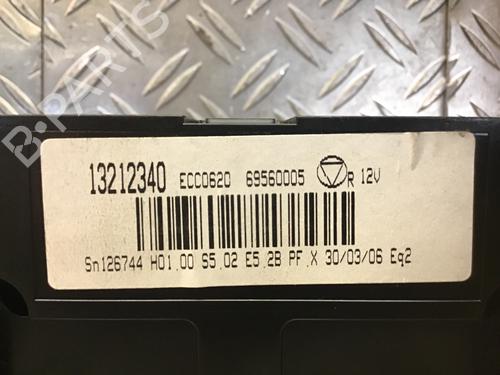 B-PARTS
13212340 ECC0620 69560005 R 12V
Sn126744 H01.00 S5.02 E5.2B PF.X 30/03/06 Eq2